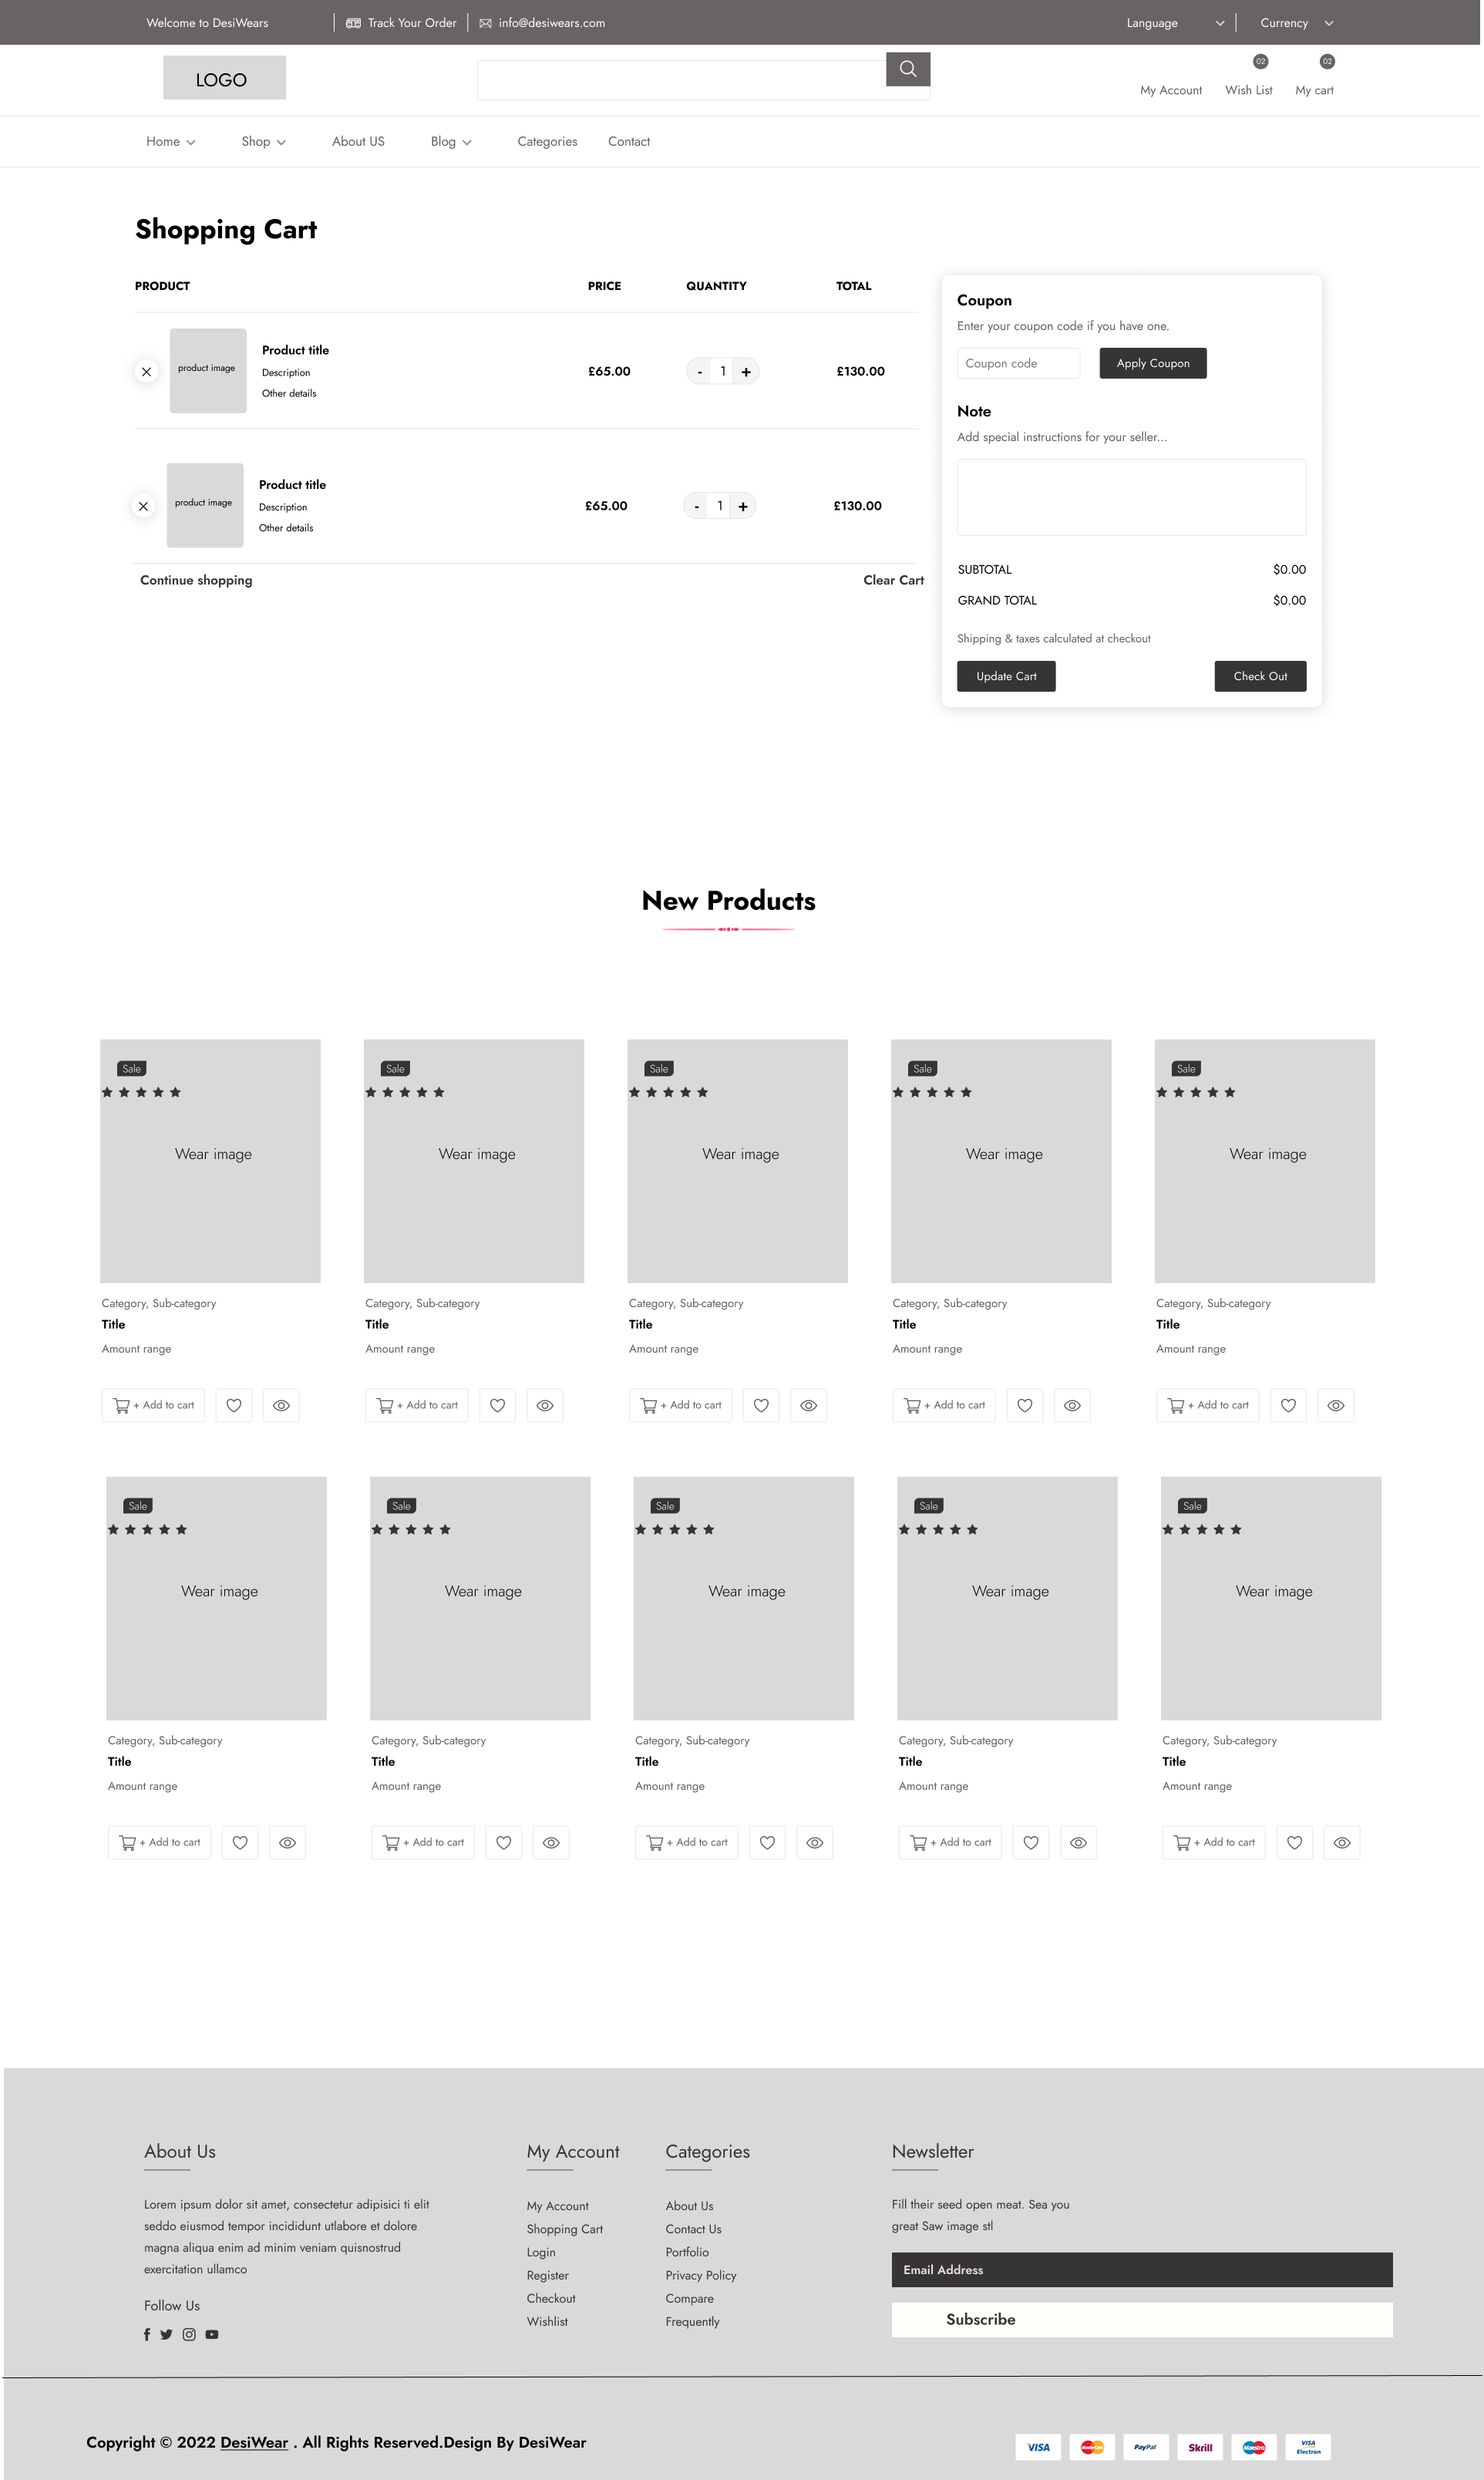 Welcome to DesiWears
Track Your Order
info@desiwears.com
Language
Currency
LOGO
02
02
My Account
Wish List
My cart
Home
Shop
About US
Blog
Categories
Contact
Shopping Cart
PRODUCT
PRICE
QUANTITY
TOTAL
product image
Product title
Description
Other details
£65.00
- 1 +
£130.00
product image
Product title
Description
Other details
£65.00
- 1 +
£130.00
Continue shopping
Clear Cart
Coupon
Enter your coupon code if you have one.
Coupon code
Apply Coupon
Note
Add special instructions for your seller...
SUBTOTAL $0.00
GRAND TOTAL $0.00
Shipping & taxes calculated at checkout
Update Cart
Check Out
New Products
Sale
Wear image
Category, Sub-category
Title
Amount range
+ Add to cart
Sale
Wear image
Category, Sub-category
Title
Amount range
+ Add to cart
Sale
Wear image
Category, Sub-category
Title
Amount range
+ Add to cart
Sale
Wear image
Category, Sub-category
Title
Amount range
+ Add to cart
Sale
Wear image
Category, Sub-category
Title
Amount range
+ Add to cart
Sale
Wear image
Category, Sub-category
Title
Amount range
+ Add to cart
Sale
Wear image
Category, Sub-category
Title
Amount range
+ Add to cart
Sale
Wear image
Category, Sub-category
Title
Amount range
+ Add to cart
Sale
Wear image
Category, Sub-category
Title
Amount range
+ Add to cart
Sale
Wear image
Category, Sub-category
Title
Amount range
+ Add to cart
About Us
Lorem ipsum dolor sit amet, consectetur adipisici ti elit
seddo eiusmod tempor incididunt utlabore et dolore
magna aliqua enim ad minim veniam quisnostrud
exercitation ullamco
Follow Us
My Account
My Account
Shopping Cart
Login
Register
Checkout
Wishlist
Categories
About Us
Contact Us
Portfolio
Privacy Policy
Compare
Frequently
Newsletter
Fill their seed open meat. Sea you
great Saw image stl
Email Address
Subscribe
Copyright © 2022 DesiWear . All Rights Reserved.Design By DesiWear
VISA
MasterCard
PayPal
Skrill
Maestro
VISA
Electron